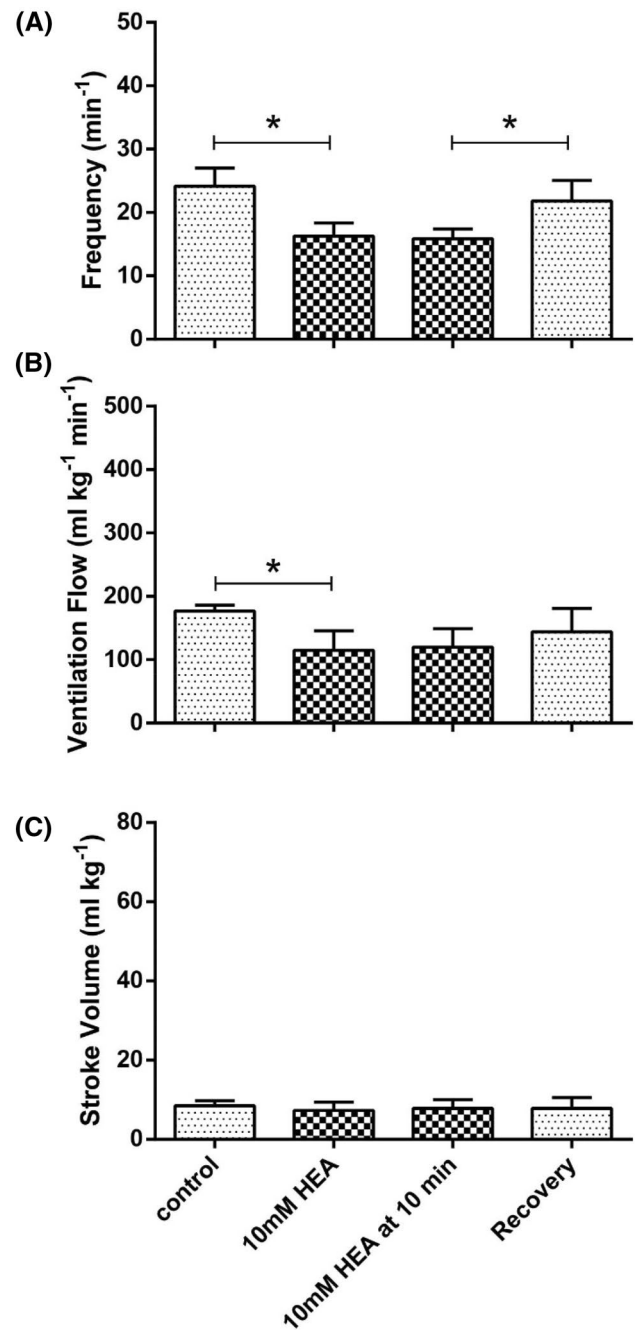 (A)
Frequency (min-1)
50
40
30
20
10
0
*
*
(B)
Ventilation Flow (ml kg-1 min-1)
500
400
300
200
100
0
*
(C)
Stroke Volume (ml kg-1)
80
60
40
20
0
control
10mM HEA
10mM HEA at 10 min
Recovery